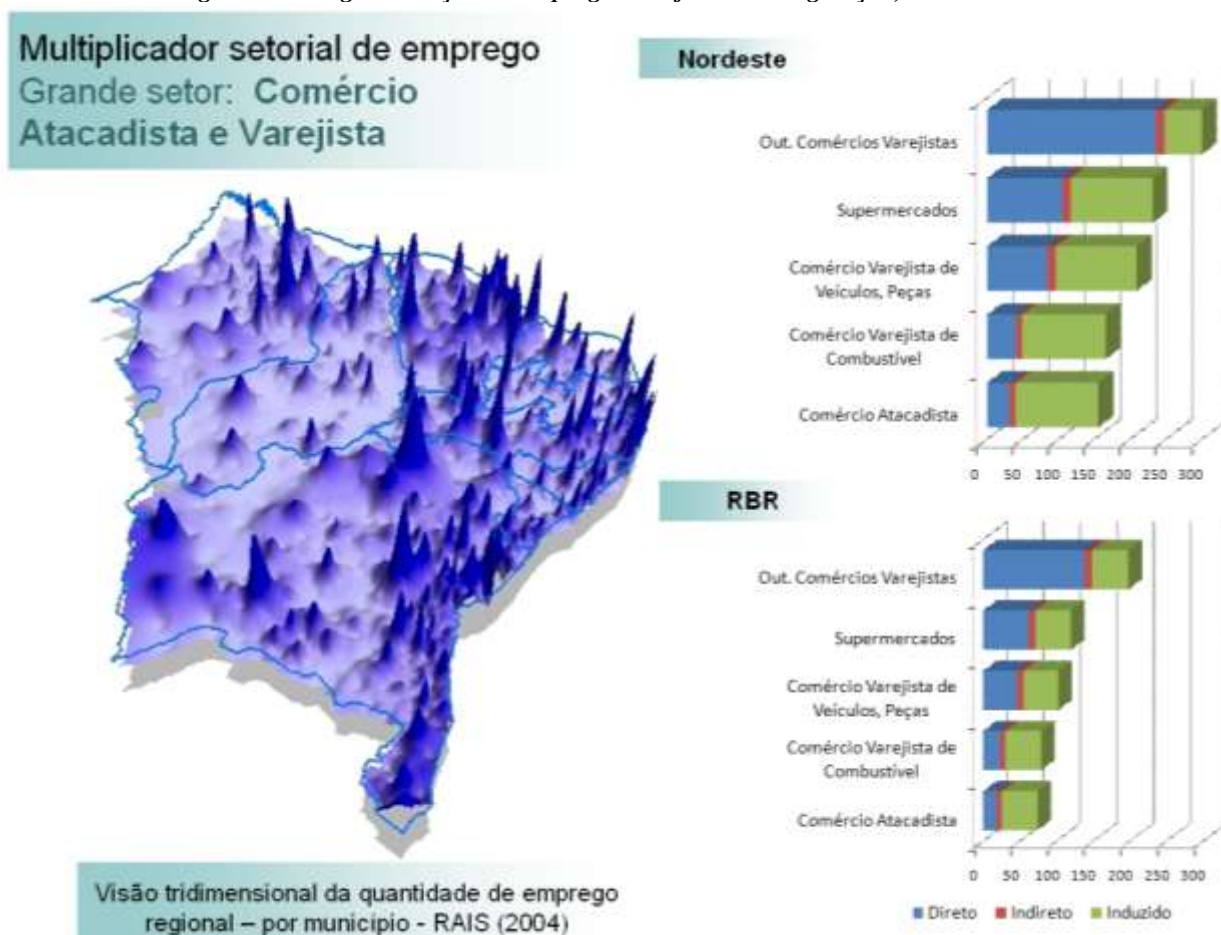 Multiplicador setorial de emprego
Grande setor: Comércio
Atacadista e Varejista
Nordeste
Out. Comércios Varejistas
Supermercados
Comércio Varejista de
Veículos, Peças
Comércio Varejista de
Combustível
Comércio Atacadista
0 50 100 150 200 250 300
RBR
Out. Comércios Varejistas
Supermercados
Comércio Varejista de
Veículos, Peças
Comércio Varejista de
Combustível
Comércio Atacadista
0 50 100 150 200 250 300
Direto Indireto Induzido
Visão tridimensional da quantidade de emprego
regional – por municipio - RAIS (2004)